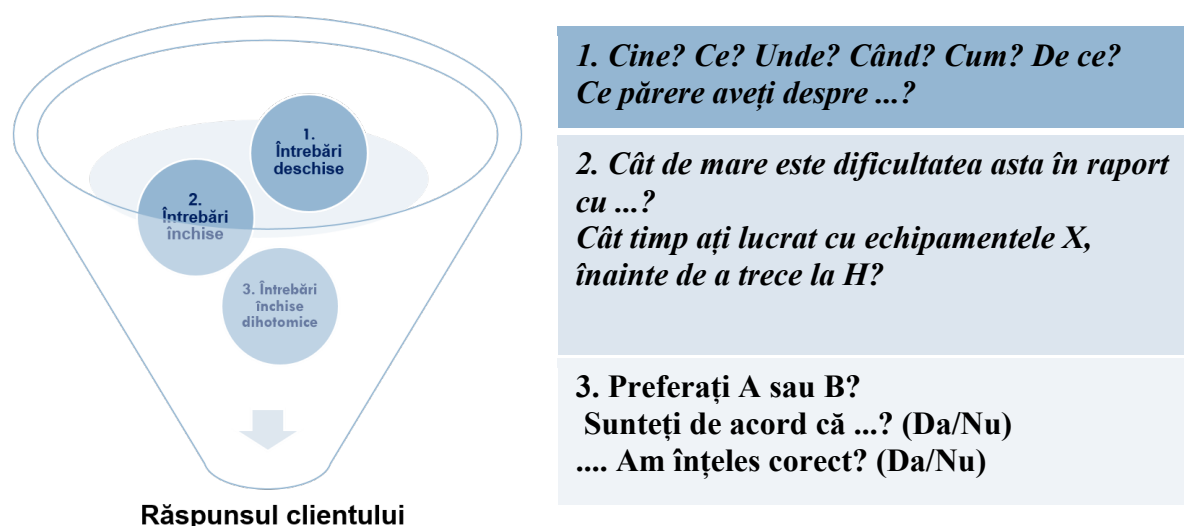 1.
Întrebări
deschise
2.
Întrebări
închise
3. Întrebări
închise
dihotomice
Răspunsul clientului
1. Cine? Ce? Unde? Când? Cum? De ce?
Ce părere aveți despre ...?
2. Cât de mare este dificultatea asta în raport
cu ...?
Cât timp ați lucrat cu echipamentele X,
înainte de a trece la H?
3. Preferați A sau B?
Sunteți de acord că ...? (Da/Nu)
.... Am înțeles corect? (Da/Nu)